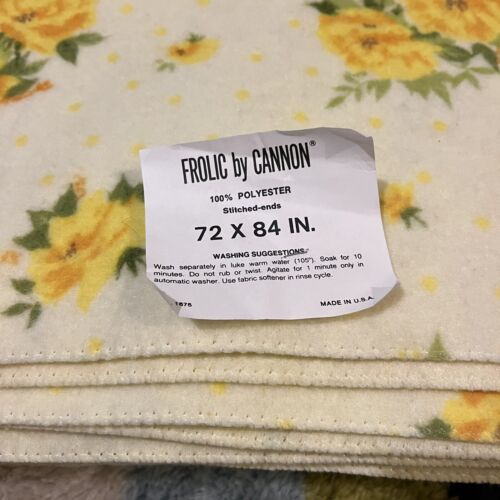 FROLIC by CANNON®
100% POLYESTER
Stitched-ends
72 X 84 IN.
WASHING SUGGESTIONS.
Wash separately in luke warm water (105°). Soak for 10
minutes. Do not rub or twist. Agitate for 1 minute only in
automatic washer. Use fabric softener in rinse cycle.
1675 MADE IN U.S.A.